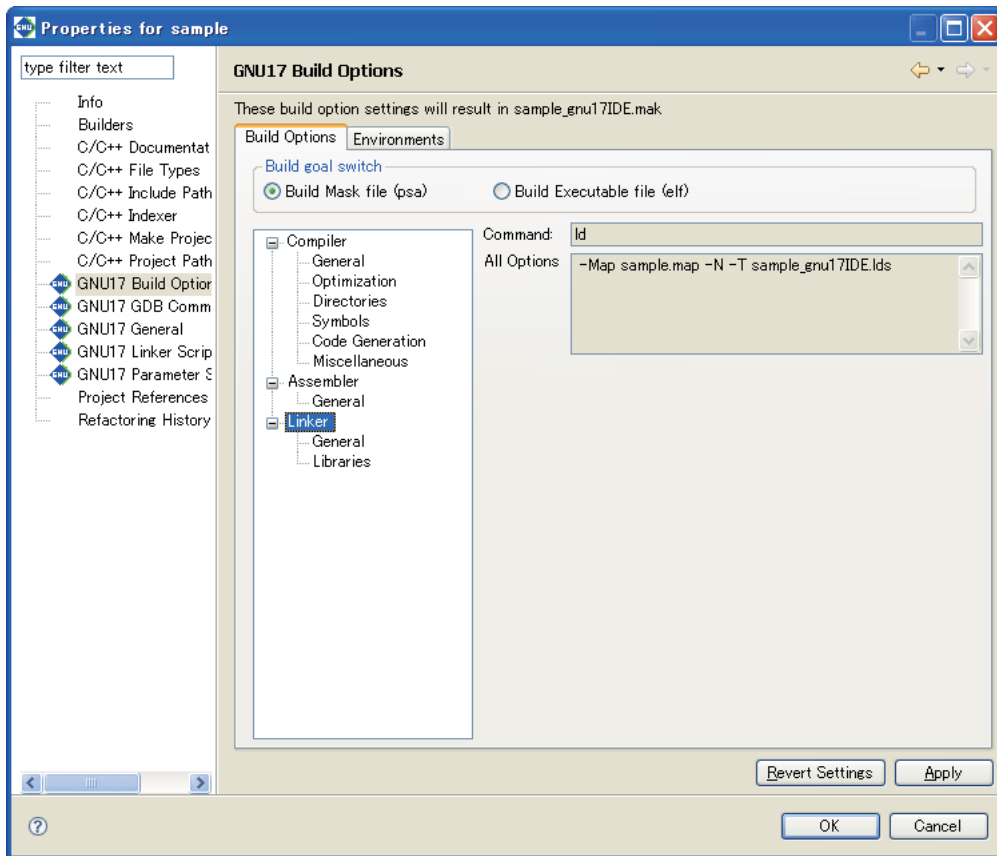 Properties for sample
type filter text
Info
Builders
C/C++ Documentat
C/C++ File Types
C/C++ Include Path
C/C++ Indexer
C/C++ Make Projec
C/C++ Project Path
GNU17 Build Option
GNU17 GDB Comm
GNU17 General
GNU17 Linker Scrip
GNU17 Parameter S
Project References
Refactoring History
GNU17 Build Options
These build option settings will result in sample_gnu17IDE.mak
Build Options Environments
Build goal switch
Build Mask file (psa) Build Executable file (elf)
Compiler
General
Optimization
Directories
Symbols
Code Generation
Miscellaneous
Assembler
General
Linker
General
Libraries
Command: ld
All Options -Map sample.map -N -T sample_gnu17IDE.lds
Revert Settings Apply
OK Cancel